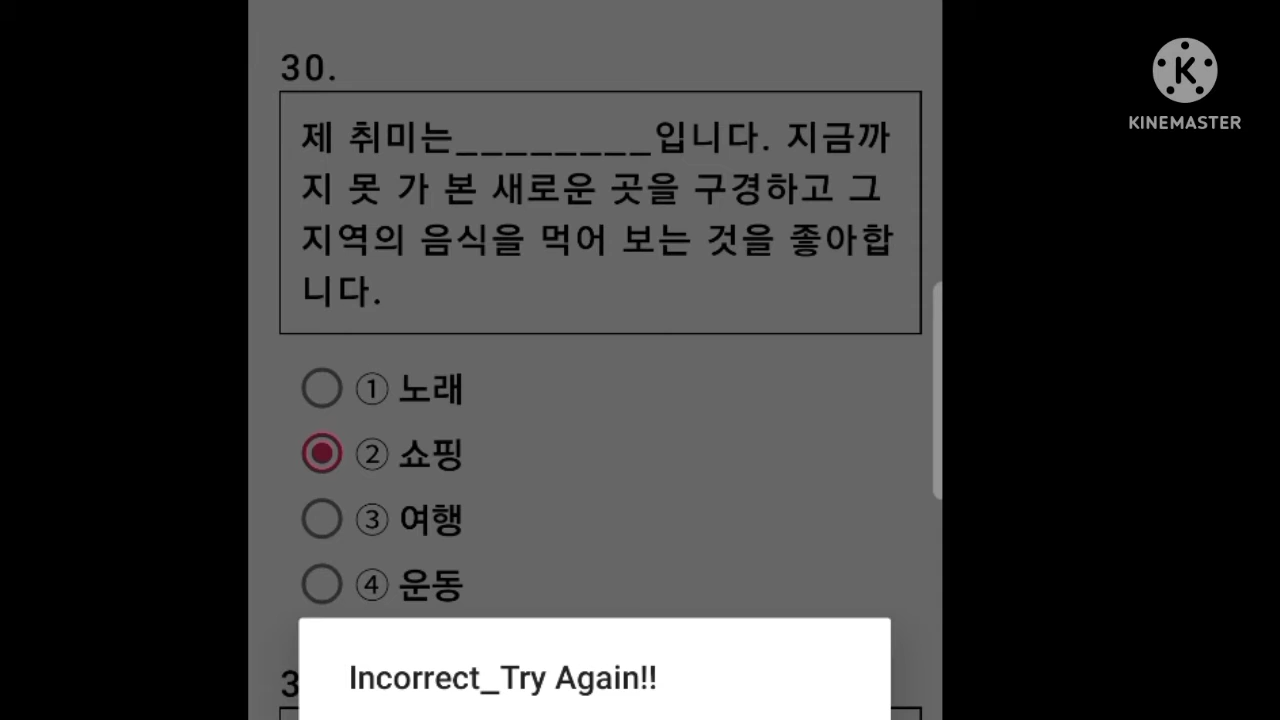 30.
제 취미는________입니다. 지금까
지 못 가 본 새로운 곳을 구경하고 그
지역의 음식을 먹어 보는 것을 좋아합
니다.
① 노래
② 쇼핑
③ 여행
④ 운동
3
Incorrect_Try Again!!
K
KINEMASTER